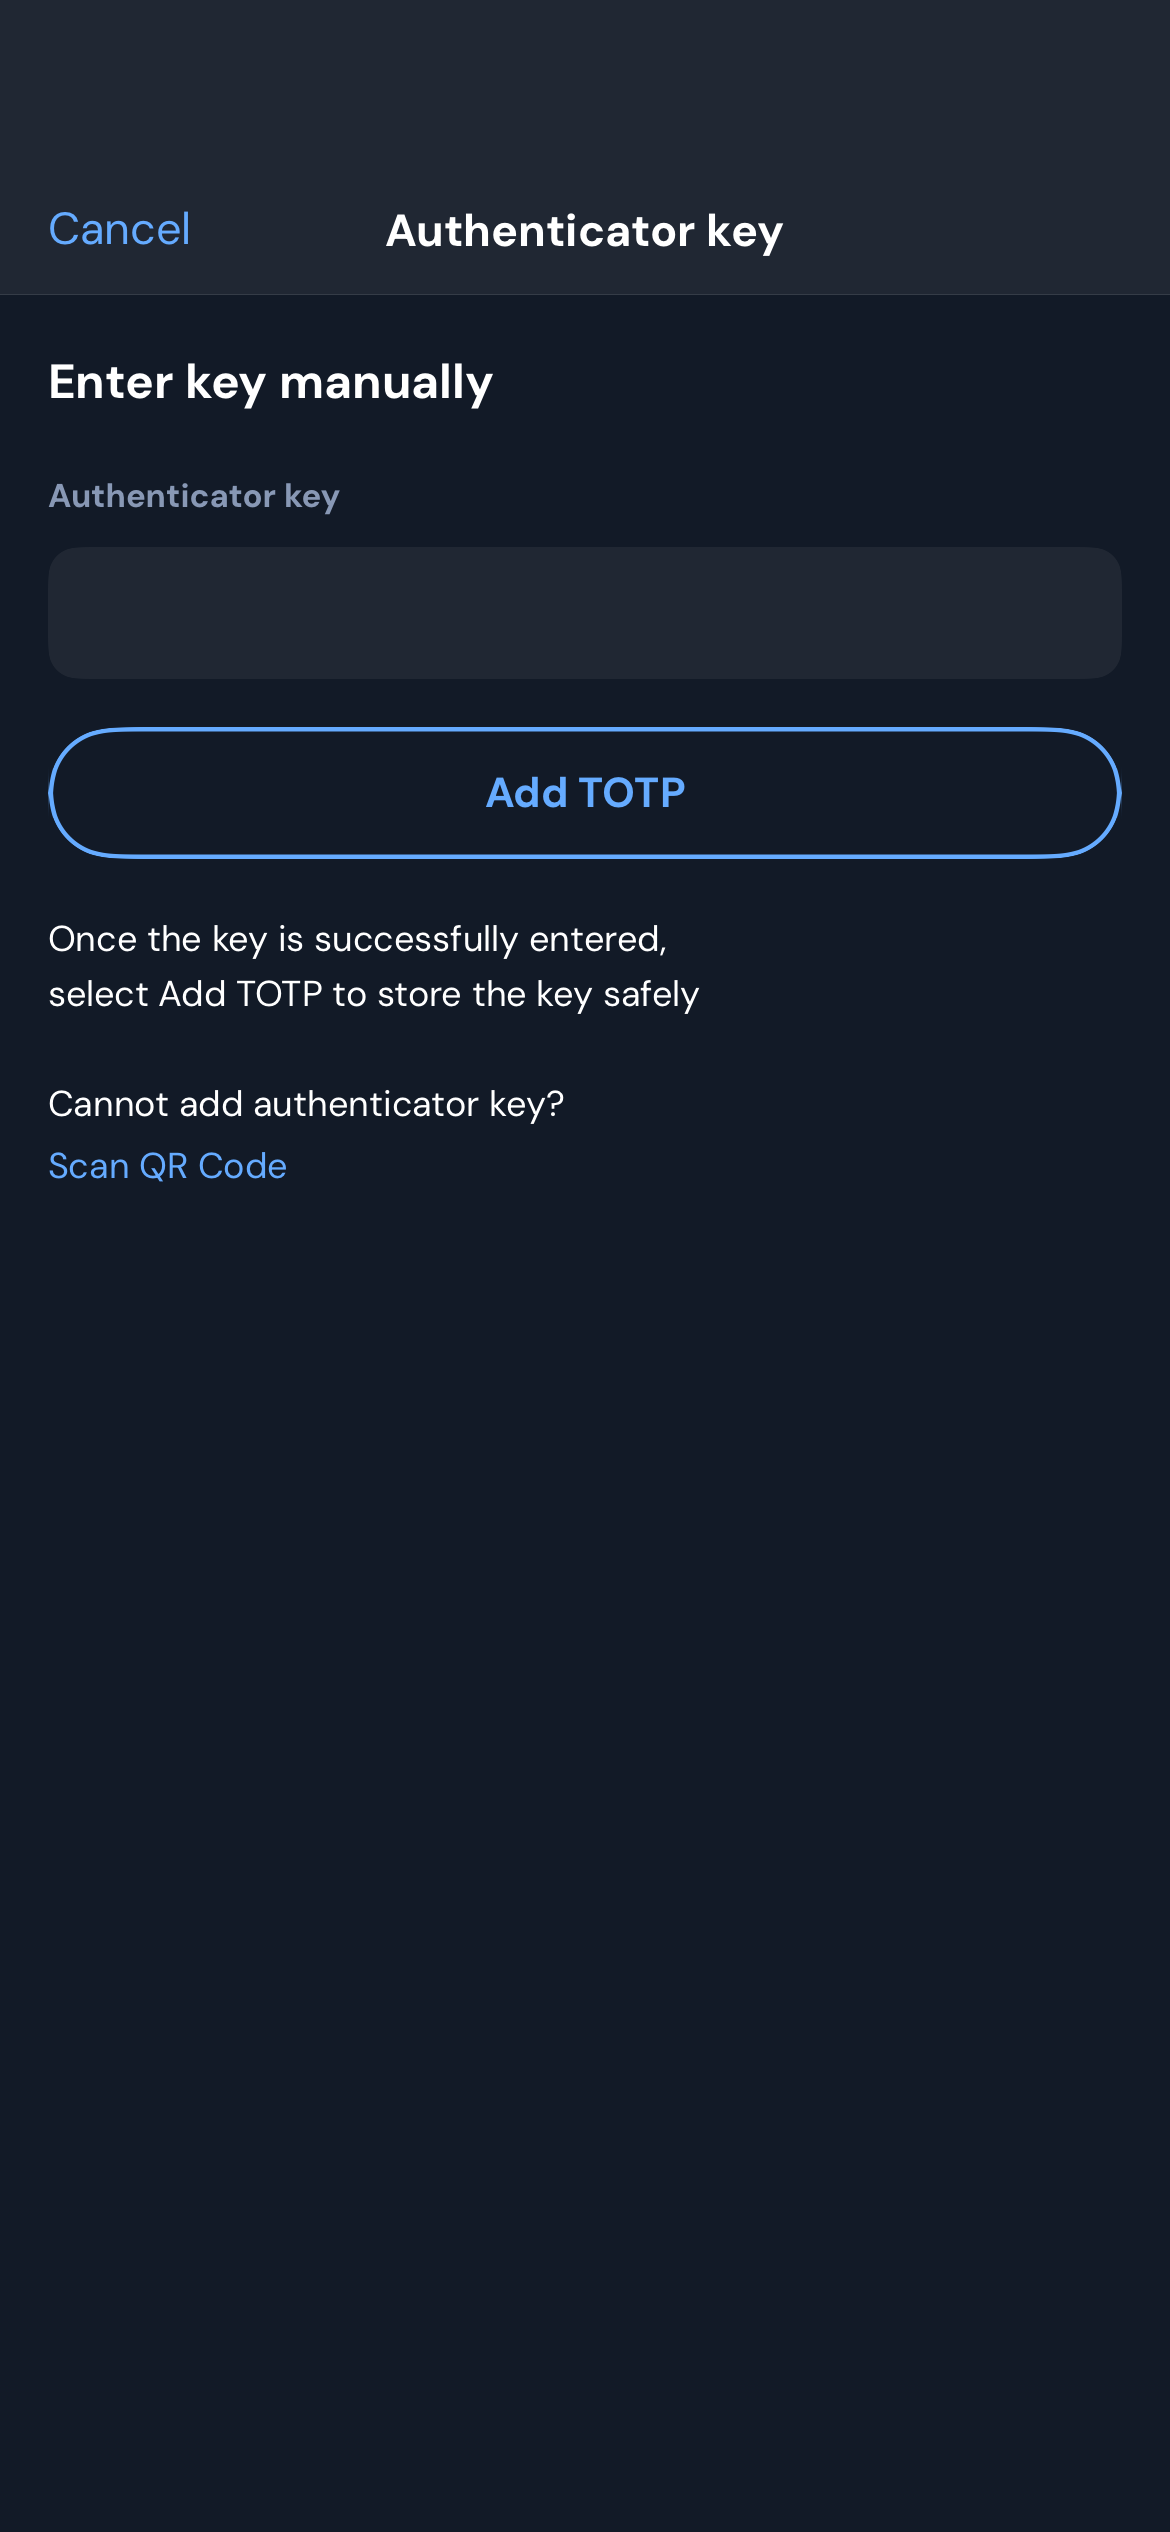 Cancel
Authenticator key
Enter key manually
Authenticator key
Add TOTP
Once the key is successfully entered,
select Add TOTP to store the key safely
Cannot add authenticator key?
Scan QR Code